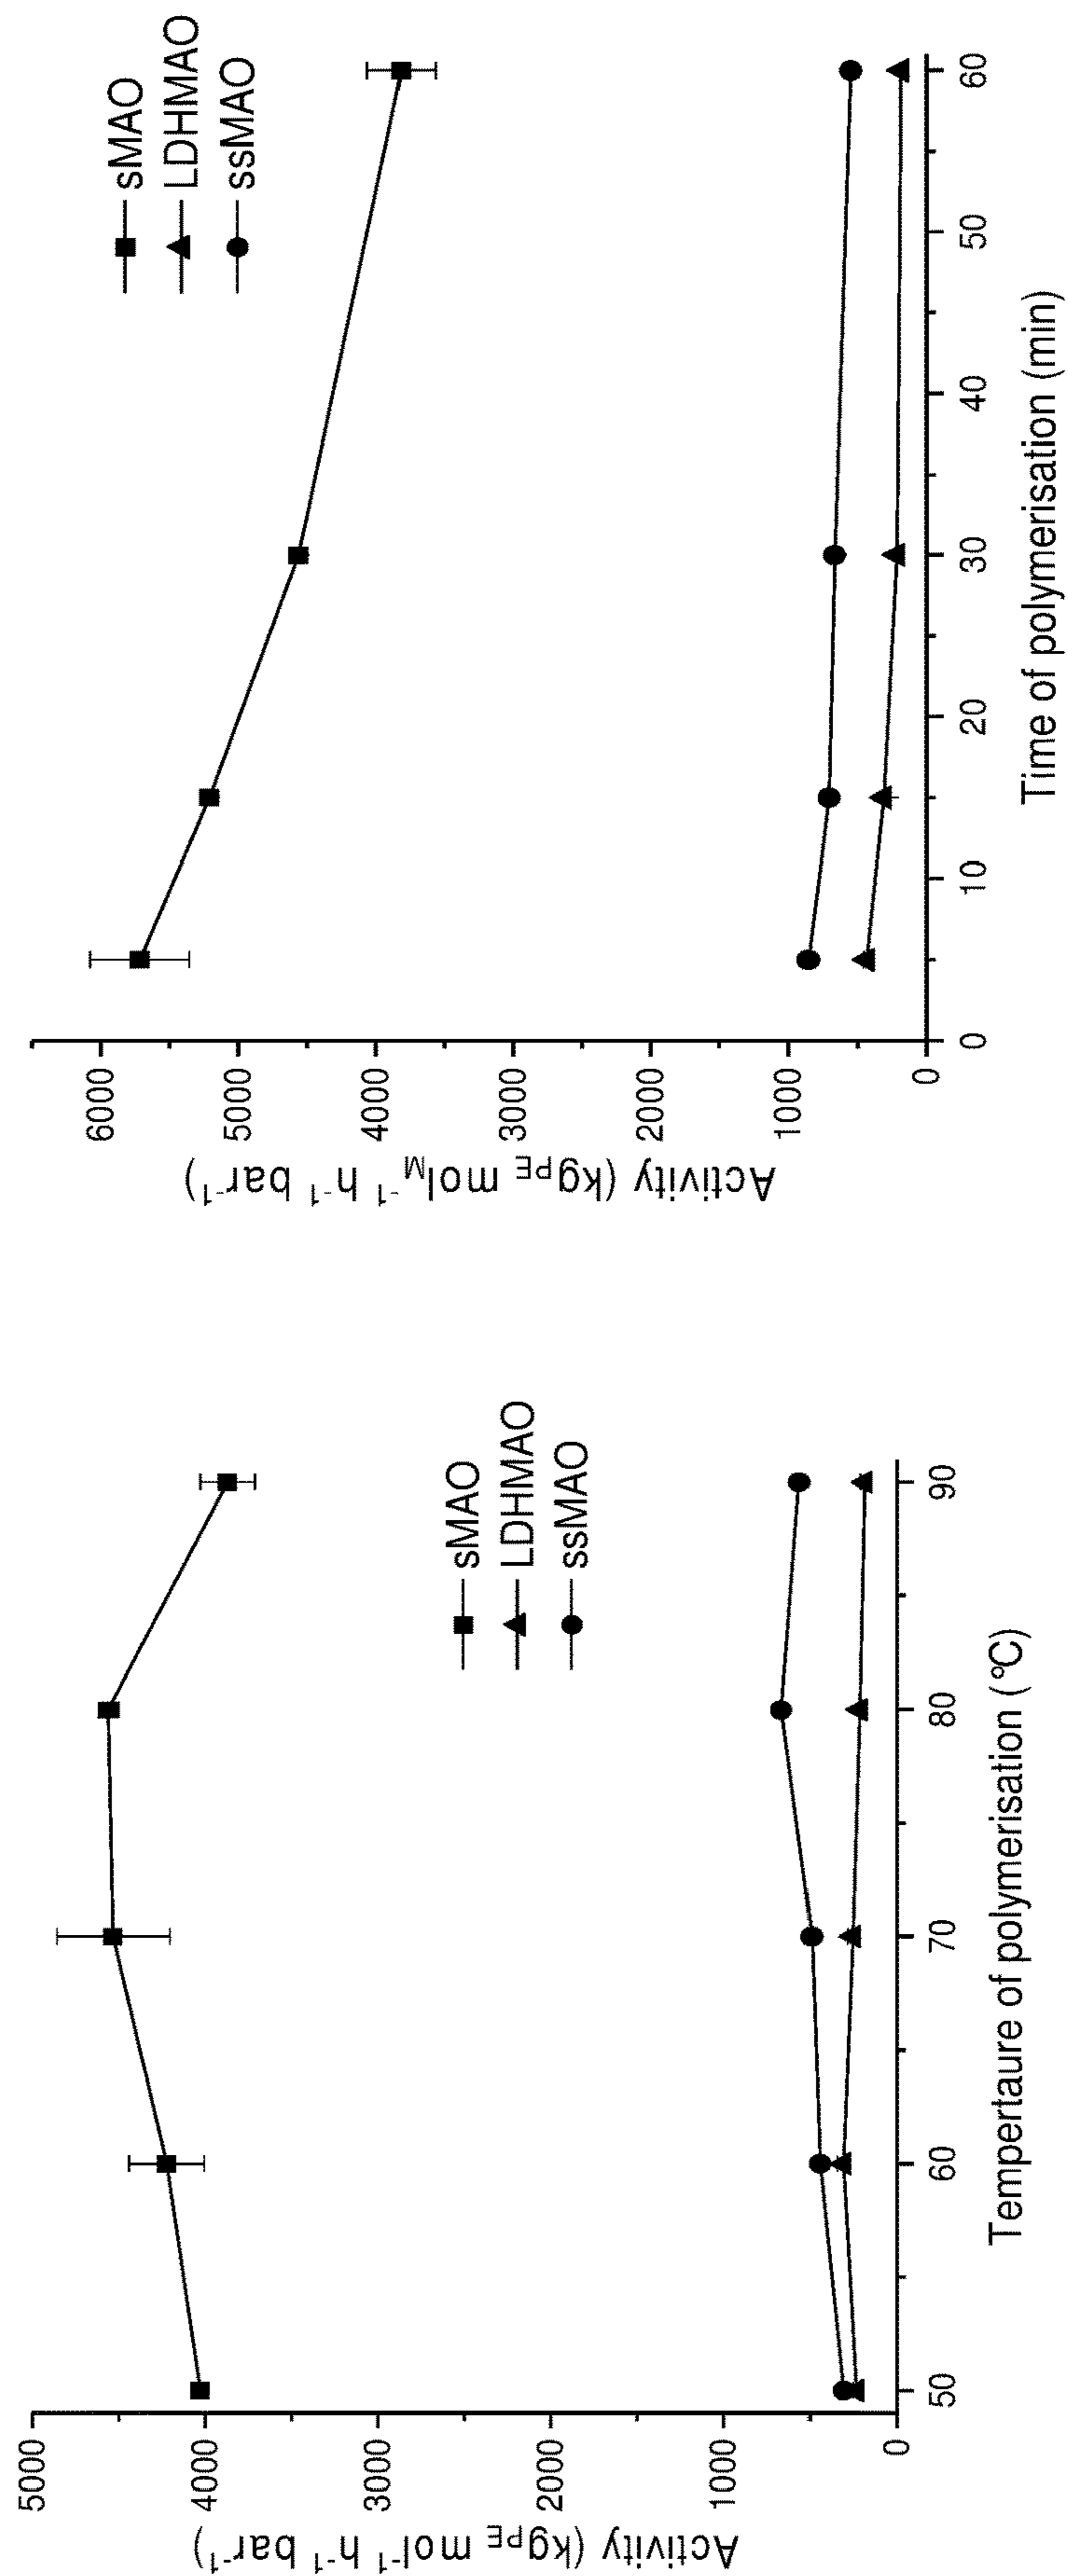 5000
4000
3000
2000
1000
0
Activity (kgPE mol-1 h-1 bar-1)
sMAO
LDHMAO
ssMAO
50 60 70 80 90
Tempertaure of polymerisation (°C)
6000
5000
4000
3000
2000
1000
0
Activity (kgPE molM-1 h-1 bar-1)
sMAO
LDHMAO
ssMAO
0 10 20 30 40 50 60
Time of polymerisation (min)